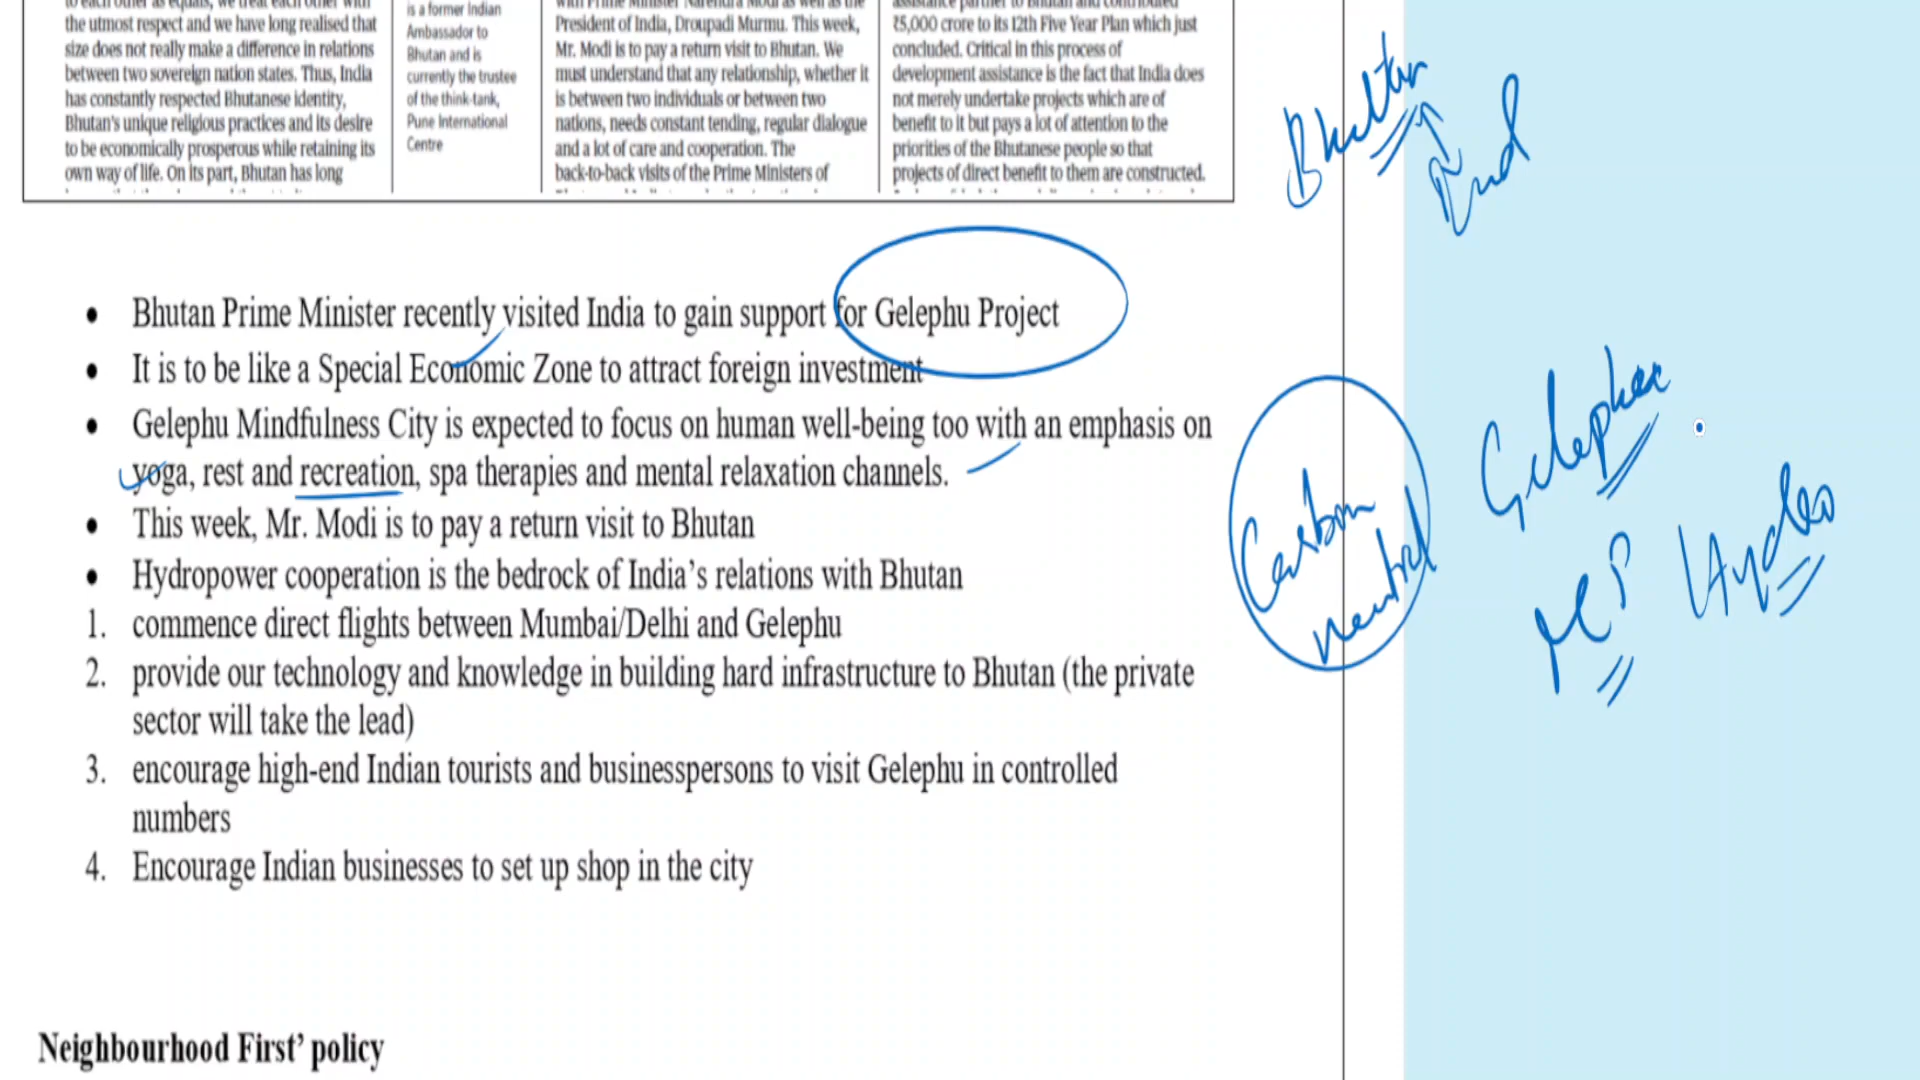 the utmost respect and we have long realised that
size does not really make a difference in relations
between two sovereign nation states. Thus, India
has constantly respected Bhutanese identity,
Bhutan's unique religious practices and its desire
to be economically prosperous while retaining its
own way of life. On its part, Bhutan has long
is a former Indian
Ambassador to
Bhutan and is
currently the trustee
of the think-tank,
Pune International
Centre
President of India, Droupadi Murmu. This week,
Mr. Modi is to pay a return visit to Bhutan. We
must understand that any relationship, whether it
is between two individuals or between two
nations, needs constant tending, regular dialogue
and a lot of care and cooperation. The
back-to-back visits of the Prime Ministers of
₹5,000 crore to its 12th Five Year Plan which just
concluded. Critical in this process of
development assistance is the fact that India does
not merely undertake projects which are of
benefit to it but pays a lot of attention to the
priorities of the Bhutanese people so that
projects of direct benefit to them are constructed.
Bhutan
Ind
• Bhutan Prime Minister recently visited India to gain support for Gelephu Project
• It is to be like a Special Economic Zone to attract foreign investment
• Gelephu Mindfulness City is expected to focus on human well-being too with an emphasis on
yoga, rest and recreation, spa therapies and mental relaxation channels.
• This week, Mr. Modi is to pay a return visit to Bhutan
• Hydropower cooperation is the bedrock of India's relations with Bhutan
1. commence direct flights between Mumbai/Delhi and Gelephu
2. provide our technology and knowledge in building hard infrastructure to Bhutan (the private
sector will take the lead)
3. encourage high-end Indian tourists and businesspersons to visit Gelephu in controlled
numbers
4. Encourage Indian businesses to set up shop in the city
Carbon
neutral
Gelephu
Hydro
Neighbourhood First' policy